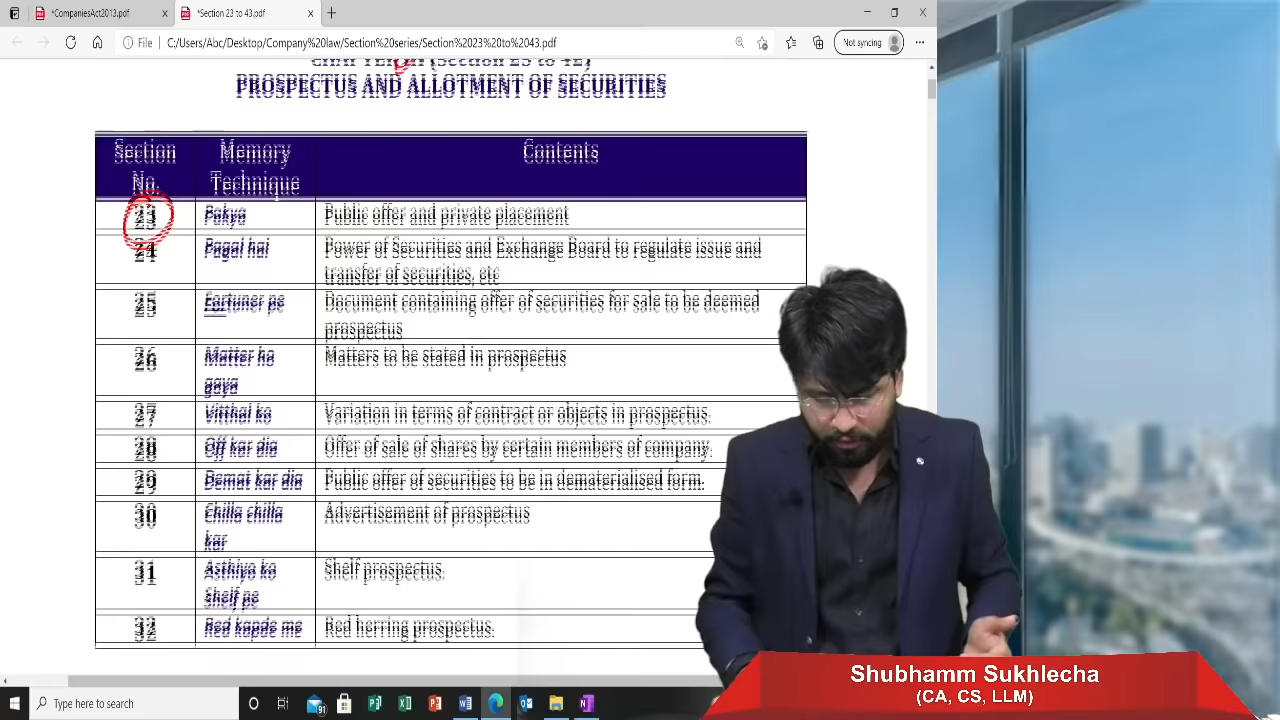 *CompaniesAct2013.pdf
*Section 23 to 43.pdf
File C:/Users/Abc/Desktop/Company%20law/Section%20series/Section%2023%20to%2043.pdf
Not syncing
PROSPECTUS AND ALLOTMENT OF SECURITIES
Section No. Memory Technique Contents
23 Pakya Public offer and private placement
24 Pagal hai Power of Securities and Exchange Board to regulate issue and
transfer of securities, etc
25 Fortuner pe Document containing offer of securities for sale to be deemed
prospectus
26 Matter ho gaya Matters to be stated in prospectus
27 Vitthal ko Variation in terms of contract or objects in prospectus.
28 Off kar dia Offer of sale of shares by certain members of company.
29 Demat kar dia Public offer of securities to be in dematerialised form.
30 Chilla chilla kar Advertisement of prospectus
31 Asthiya ko Shelf pe Shelf prospectus.
32 Red kapde me Red herring prospectus.
Type here to search
91
Shubhamm Sukhlecha
(CA, CS, LLM)